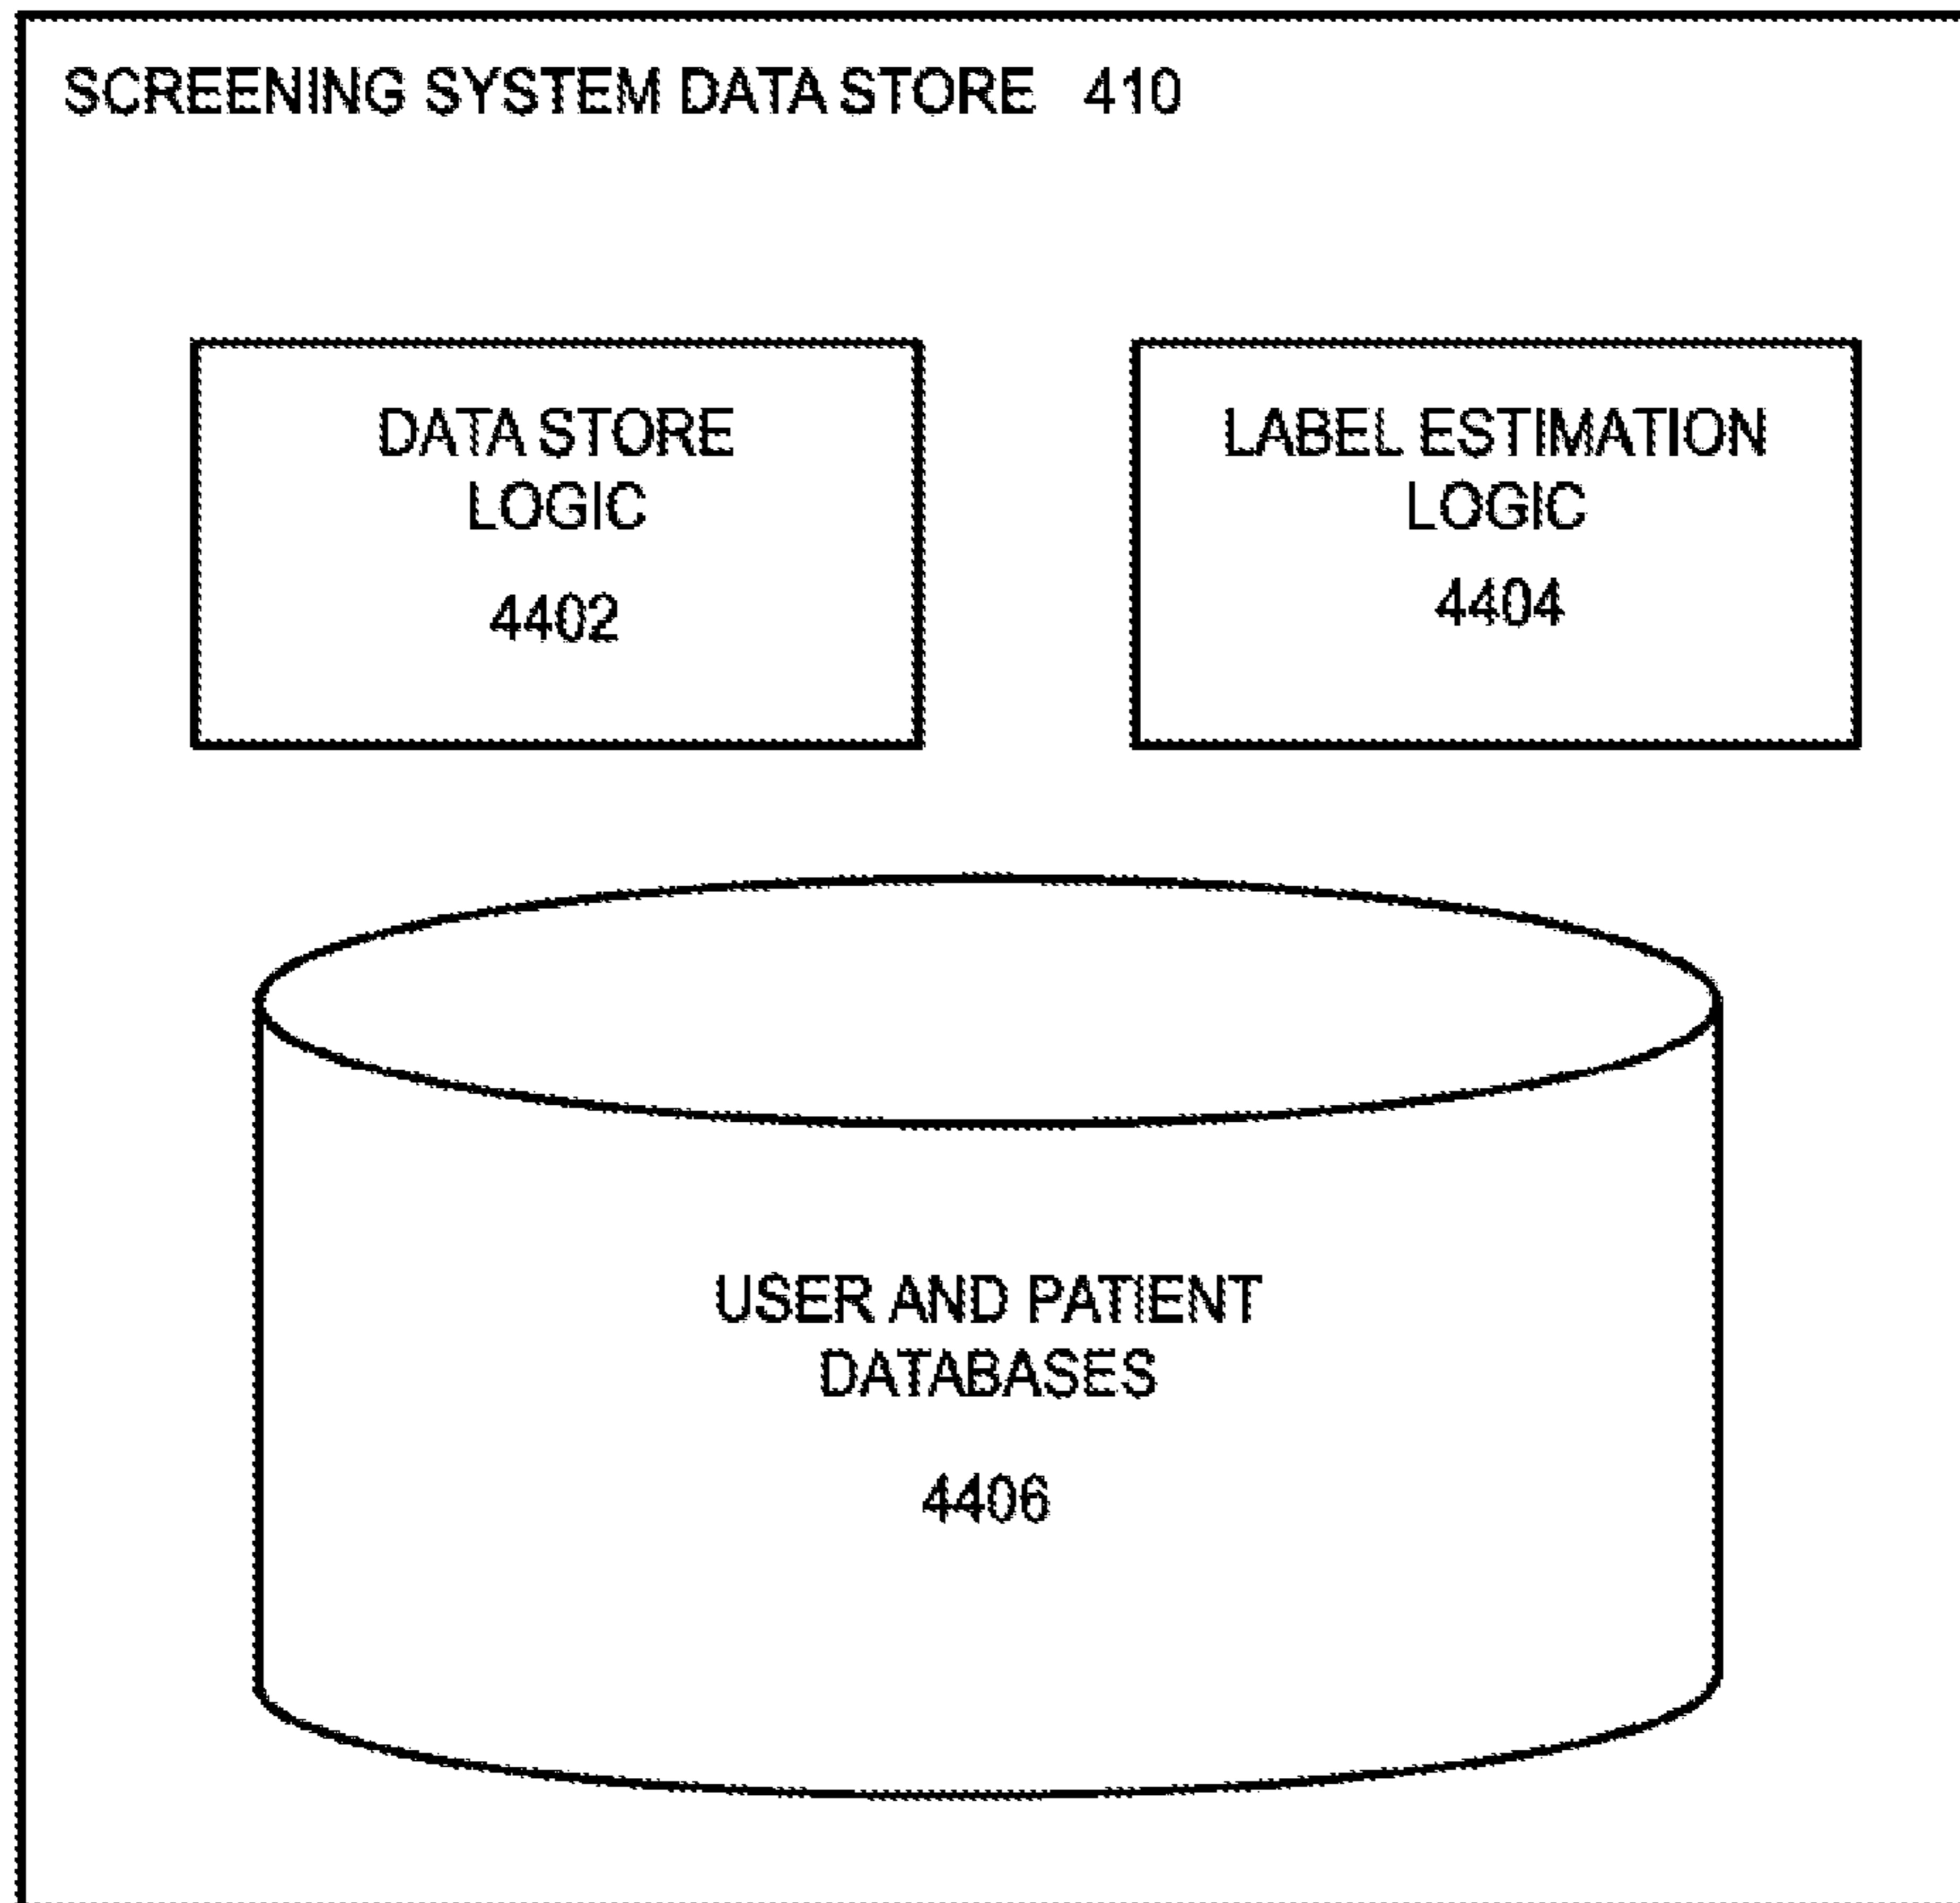 SCREENING SYSTEM DATA STORE 410
DATA STORE
LOGIC
4402
LABEL ESTIMATION
LOGIC
4404
USER AND PATIENT
DATABASES
4406